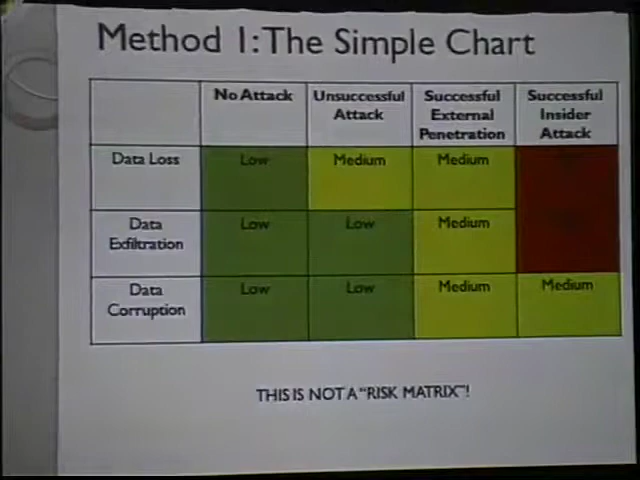 Method 1: The Simple Chart
No Attack
Unsuccessful
Attack
Successful
External
Penetration
Successful
Insider
Attack
Data Loss
Low
Medium
Medium
Data
Exfiltration
Low
Low
Medium
Data
Corruption
Low
Low
Medium
Medium
THIS IS NOT A "RISK MATRIX"!